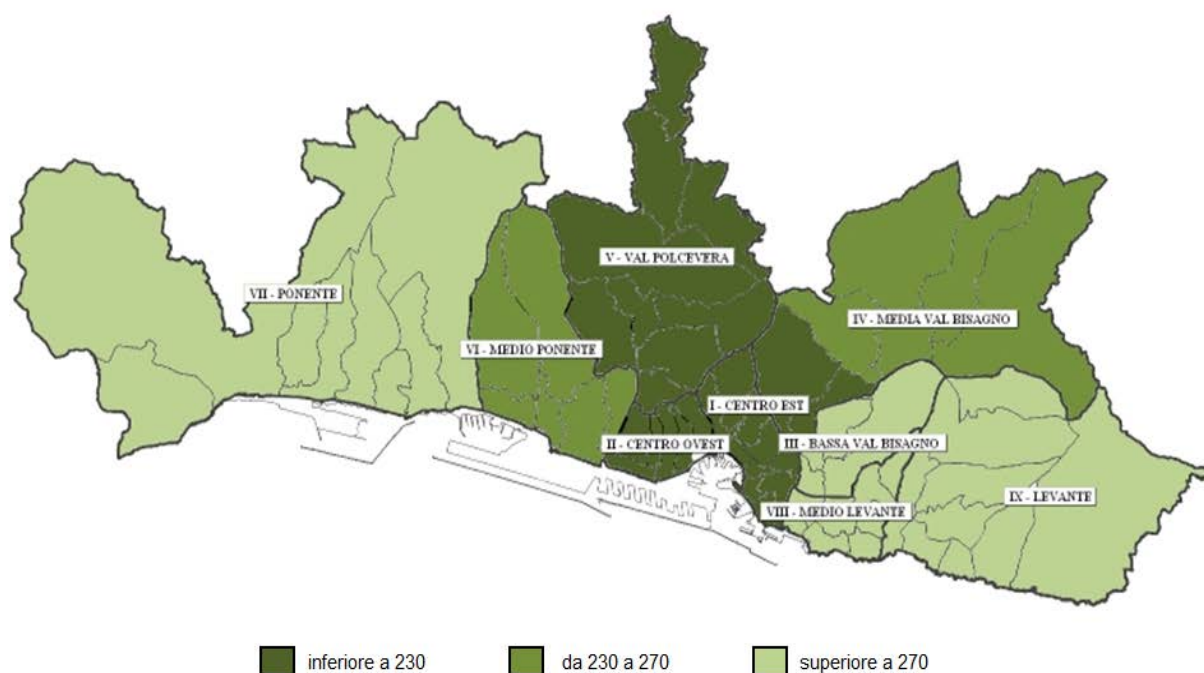 V - VAL POLCEVERA
VII - PONENTE
IV - MEDIA VAL BISAGNO
VI - MEDIO PONENTE
I - CENTRO EST
II - CENTRO OVEST
III - BASSA VAL BISAGNO
IX - LEVANTE
VIII - MEDIO LEVANTE
inferiore a 230
da 230 a 270
superiore a 270